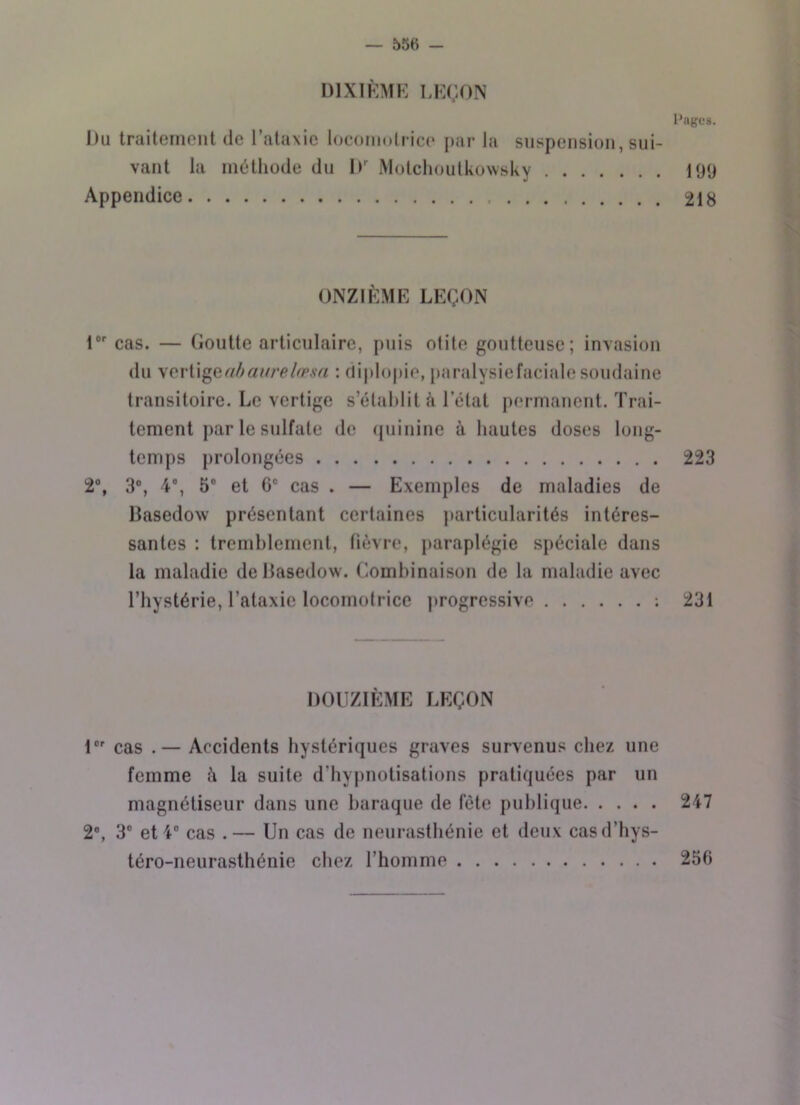 — 556 —
DIXIÈME LEÇON
Pages.
Du traitement de l'ataxie locomotrice par la suspension, sui-
vant la méthode du Dr Motchoutkowsky . . . . . . . 199
Appendice. . . . . . . . . . . . . . . . . . . . . . . . . . . . . 218
ONZIÈME LEÇON
1er cas. — Goutte articulaire, puis otite goutteuse; invasion
du vertige ab aure læsa : diplopie, paralysie faciale soudaine
transitoire. Le vertige s'établit à l'état permanent. Trai-
tement par le sulfate de quinine à hautes doses long-
temps prolongées . . . . . . . . . . . . . . . . . . . . 223
2e, 3e, 4e, 5e et 6e cas . — Exemples de maladies de
Basedow présentant certaines particularités intéres-
santes : tremblement, fièvre, paraplégie spéciale dans
la maladie de Basedow. Combinaison de la maladie avec
l'hystérie, l'ataxie locomotrice progressive . . . . . . : 231
DOUZIÈME LEÇON
1er cas . — Accidents hystériques graves survenus chez une
femme à la suite d'hypnotisations pratiquées par un
magnétiseur dans une baraque de fête publique. . . . . 247
2e, 3e et 4e cas . — Un cas de neurasthénie et deux cas d'hys-
téro-neurasthénie chez l'homme . . . . . . . . . . . . 256